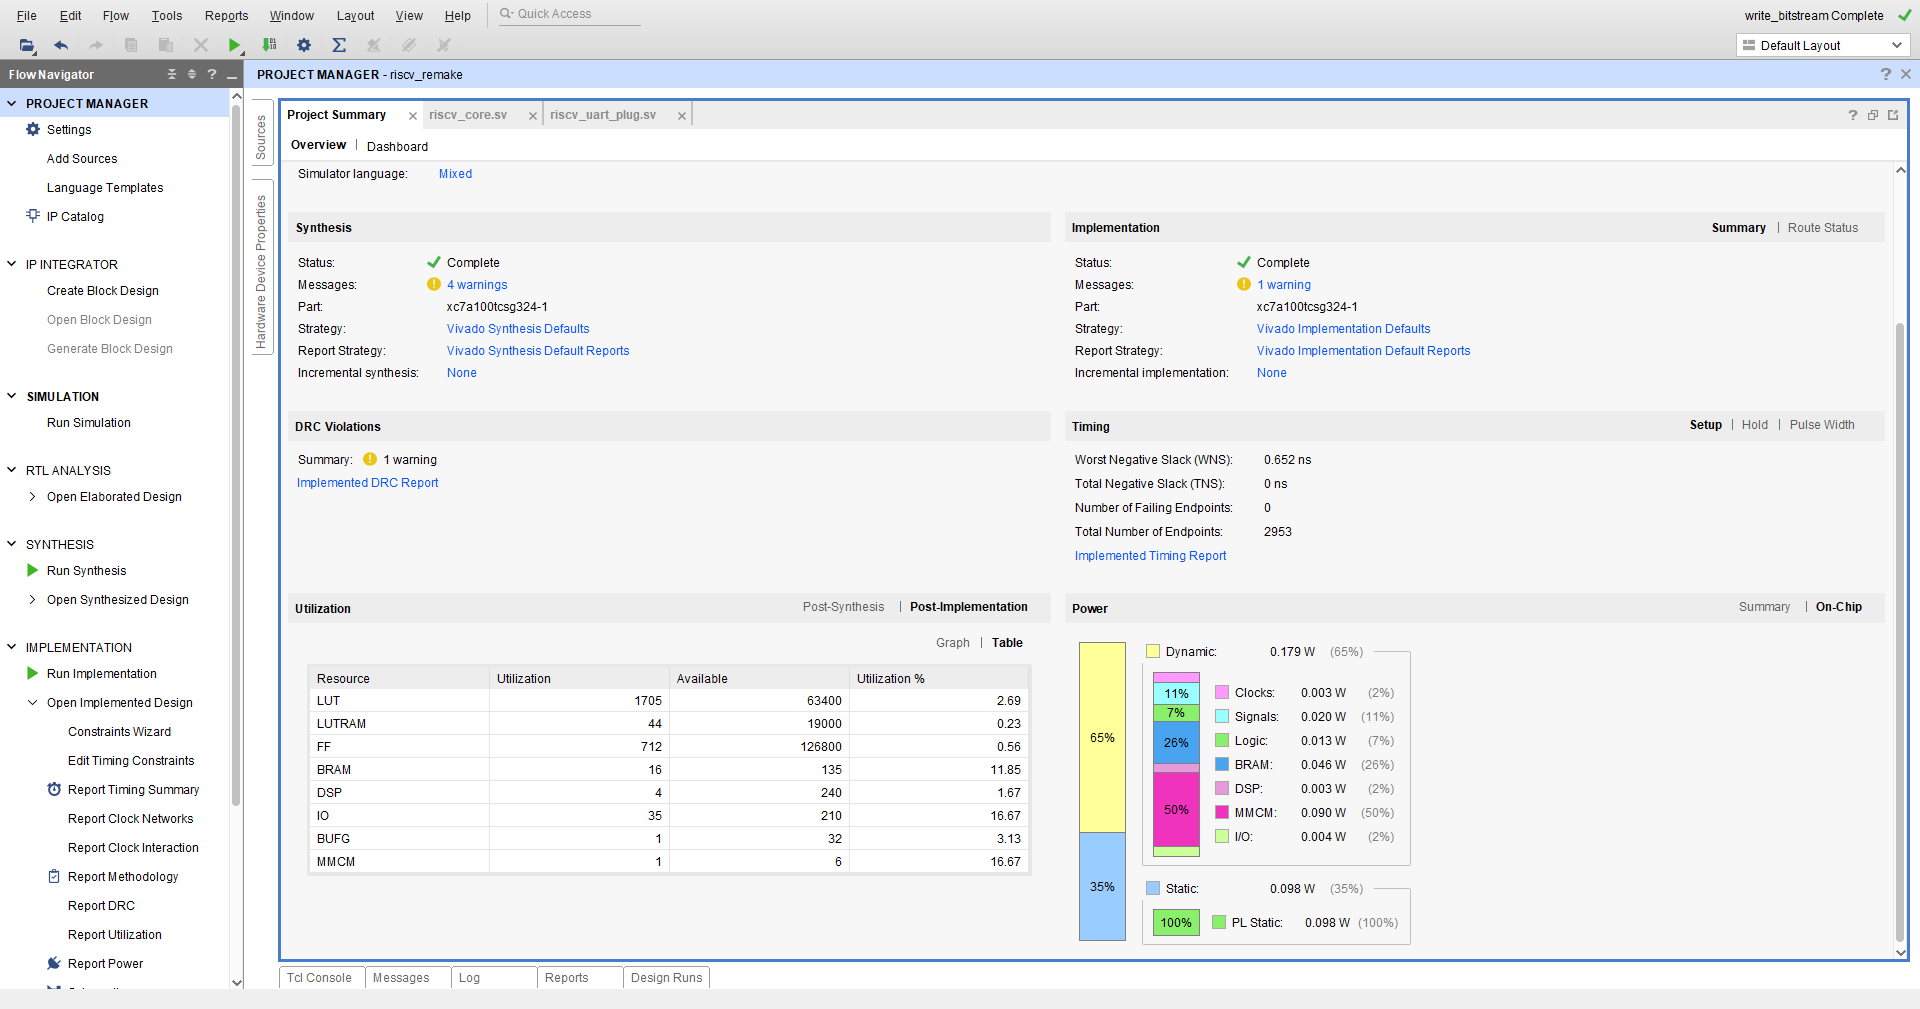 File Edit Flow Tools Reports Window Layout View Help Quick Access
write_bitstream Complete
Default Layout
Flow Navigator
PROJECT MANAGER
Settings
Add Sources
Language Templates
IP Catalog
IP INTEGRATOR
Create Block Design
Open Block Design
Generate Block Design
SIMULATION
Run Simulation
RTL ANALYSIS
Open Elaborated Design
SYNTHESIS
Run Synthesis
Open Synthesized Design
IMPLEMENTATION
Run Implementation
Open Implemented Design
Constraints Wizard
Edit Timing Constraints
Report Timing Summary
Report Clock Networks
Report Clock Interaction
Report Methodology
Report DRC
Report Utilization
Report Power
PROJECT MANAGER - riscv_remake
Sources
Hardware Device Properties
Project Summary riscv_core.sv riscv_uart_plug.sv
Overview | Dashboard
Simulator language: Mixed
Synthesis
Status: Complete
Messages: 4 warnings
Part: xc7a100tcsg324-1
Strategy: Vivado Synthesis Defaults
Report Strategy: Vivado Synthesis Default Reports
Incremental synthesis: None
Implementation Summary | Route Status
Status: Complete
Messages: 1 warning
Part: xc7a100tcsg324-1
Strategy: Vivado Implementation Defaults
Report Strategy: Vivado Implementation Default Reports
Incremental implementation: None
DRC Violations
Summary: 1 warning
Implemented DRC Report
Timing Setup | Hold | Pulse Width
Worst Negative Slack (WNS): 0.652 ns
Total Negative Slack (TNS): 0 ns
Number of Failing Endpoints: 0
Total Number of Endpoints: 2953
Implemented Timing Report
Utilization Post-Synthesis | Post-Implementation
Graph | Table
Resource Utilization Available Utilization %
LUT 1705 63400 2.69
LUTRAM 44 19000 0.23
FF 712 126800 0.56
BRAM 16 135 11.85
DSP 4 240 1.67
IO 35 210 16.67
BUFG 1 32 3.13
MMCM 1 6 16.67
Power Summary | On-Chip
65%
35%
Dynamic: 0.179 W (65%)
11%
7%
26%
50%
Clocks: 0.003 W (2%)
Signals: 0.020 W (11%)
Logic: 0.013 W (7%)
BRAM: 0.046 W (26%)
DSP: 0.003 W (2%)
MMCM: 0.090 W (50%)
I/O: 0.004 W (2%)
Static: 0.098 W (35%)
100% PL Static: 0.098 W (100%)
Tcl Console Messages Log Reports Design Runs